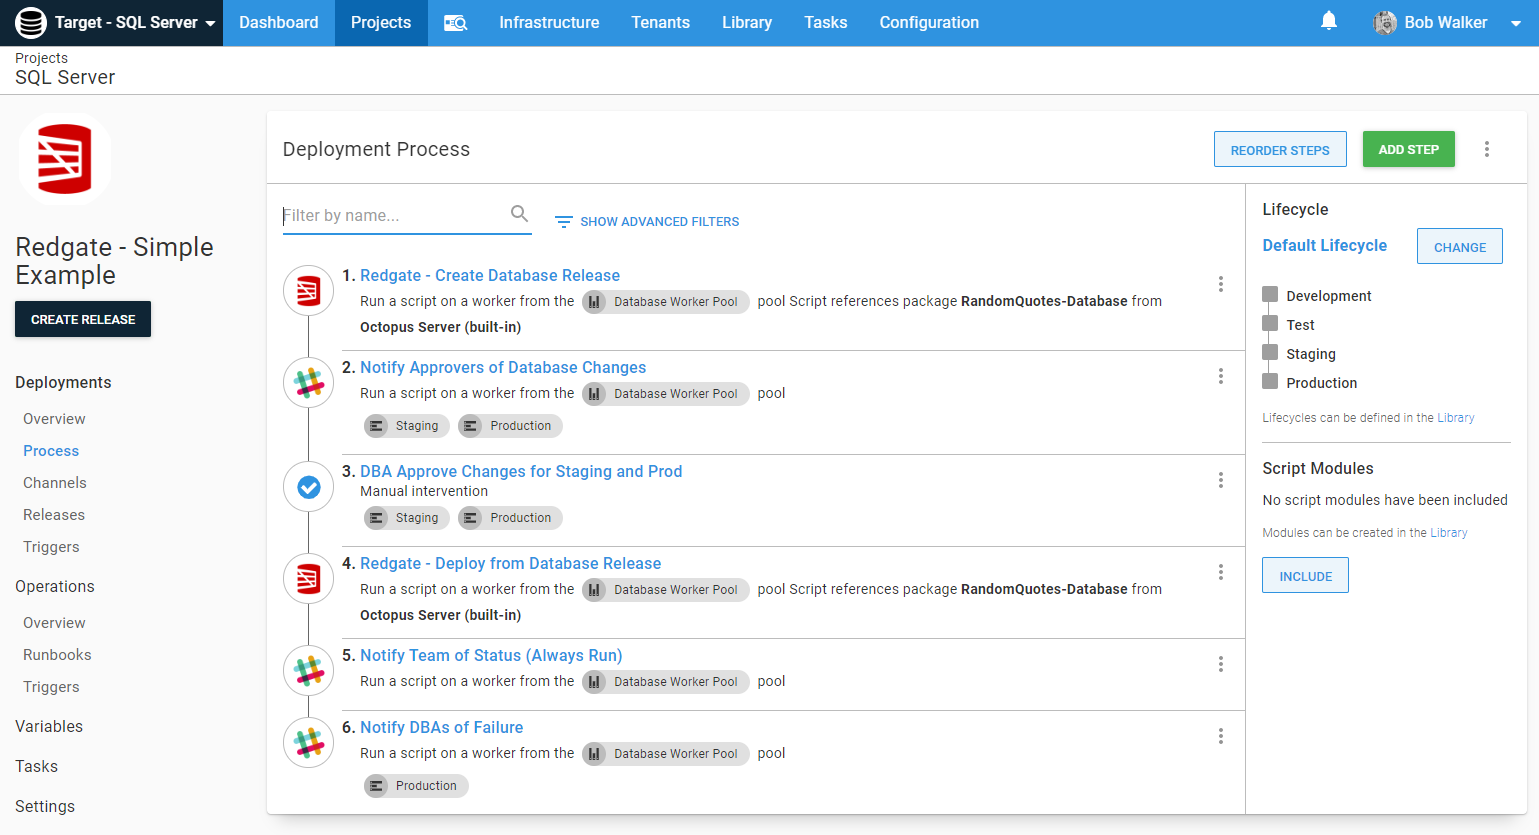 Target - SQL Server
Dashboard
Projects
Infrastructure
Tenants
Library
Tasks
Configuration
Bob Walker
Projects
SQL Server
Redgate - Simple
Example
CREATE RELEASE
Deployments
Overview
Process
Channels
Releases
Triggers
Operations
Overview
Runbooks
Triggers
Variables
Tasks
Settings
Deployment Process
REORDER STEPS
ADD STEP
Filter by name...
SHOW ADVANCED FILTERS
1. Redgate - Create Database Release
Run a script on a worker from the Database Worker Pool pool Script references package RandomQuotes-Database from
Octopus Server (built-in)
2. Notify Approvers of Database Changes
Run a script on a worker from the Database Worker Pool pool
Staging Production
3. DBA Approve Changes for Staging and Prod
Manual intervention
Staging Production
4. Redgate - Deploy from Database Release
Run a script on a worker from the Database Worker Pool pool Script references package RandomQuotes-Database from
Octopus Server (built-in)
5. Notify Team of Status (Always Run)
Run a script on a worker from the Database Worker Pool pool
6. Notify DBAs of Failure
Run a script on a worker from the Database Worker Pool pool
Production
Lifecycle
Default Lifecycle
CHANGE
Development
Test
Staging
Production
Lifecycles can be defined in the Library
Script Modules
No script modules have been included
Modules can be created in the Library
INCLUDE